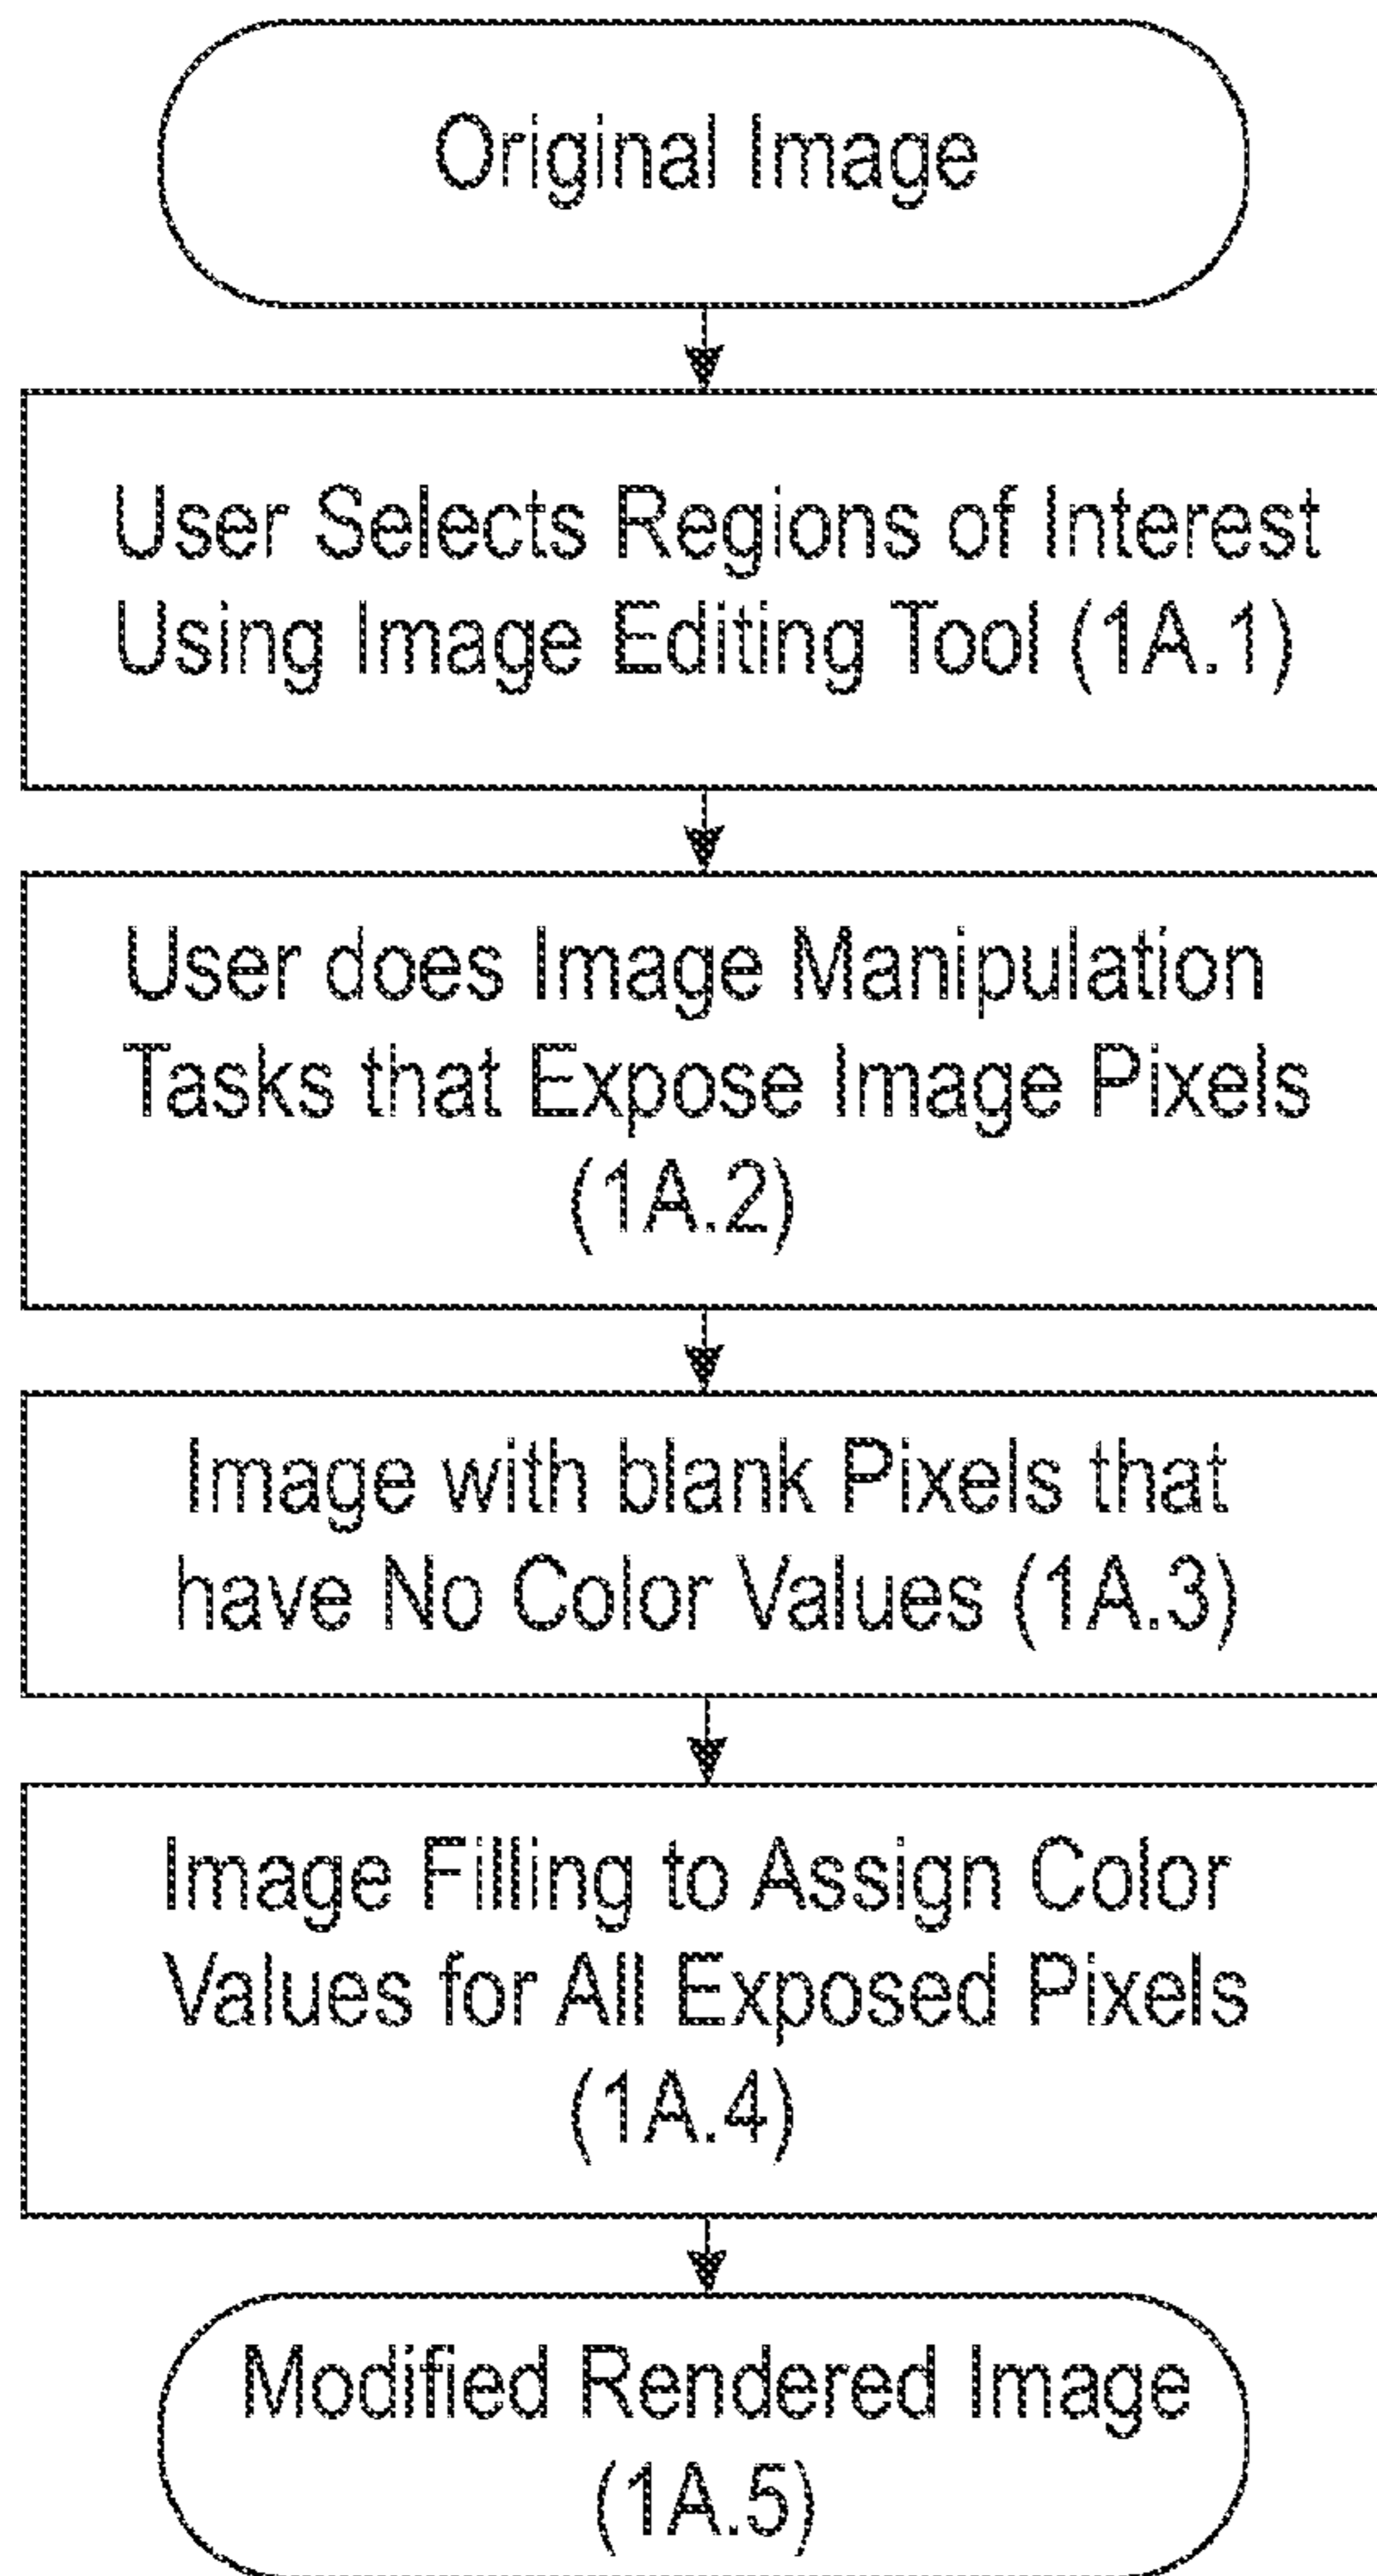 Original Image
User Selects Regions of Interest
Using Image Editing Tool (1A.1)
User does Image Manipulation
Tasks that Expose Image Pixels
(1A.2)
Image with blank Pixels that
have No Color Values (1A.3)
Image Filling to Assign Color
Values for All Exposed Pixels
(1A.4)
Modified Rendered Image
(1A.5)